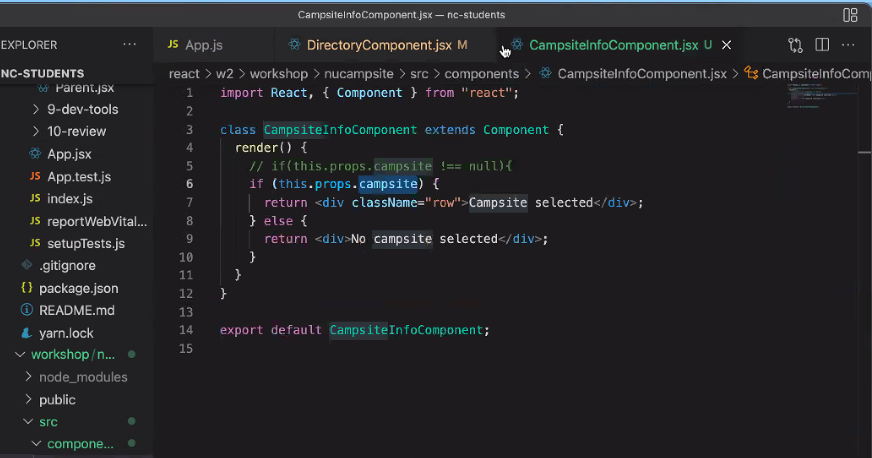 CampsiteInfoComponent.jsx — nc-students
EXPLORER ···
JS App.js
DirectoryComponent.jsx M
CampsiteInfoComponent.jsx U
NC-STUDENTS
react > w2 > workshop > nucampsite > src > components > CampsiteInfoComponent.jsx > CampsiteInfoComp
Parent.jsx
9-dev-tools
10-review
App.jsx
JS App.test.js
JS index.js
JS reportWebVital...
JS setupTests.js
.gitignore
{} package.json
README.md
yarn.lock
workshop/n...
node_modules
public
src
compone...
1 import React, { Component } from "react";
2
3 class CampsiteInfoComponent extends Component {
4 render() {
5 // if(this.props.campsite !== null){
6 if (this.props.campsite) {
7 return <div className="row">Campsite selected</div>;
8 } else {
9 return <div>No campsite selected</div>;
10 }
11 }
12 }
13
14 export default CampsiteInfoComponent;
15